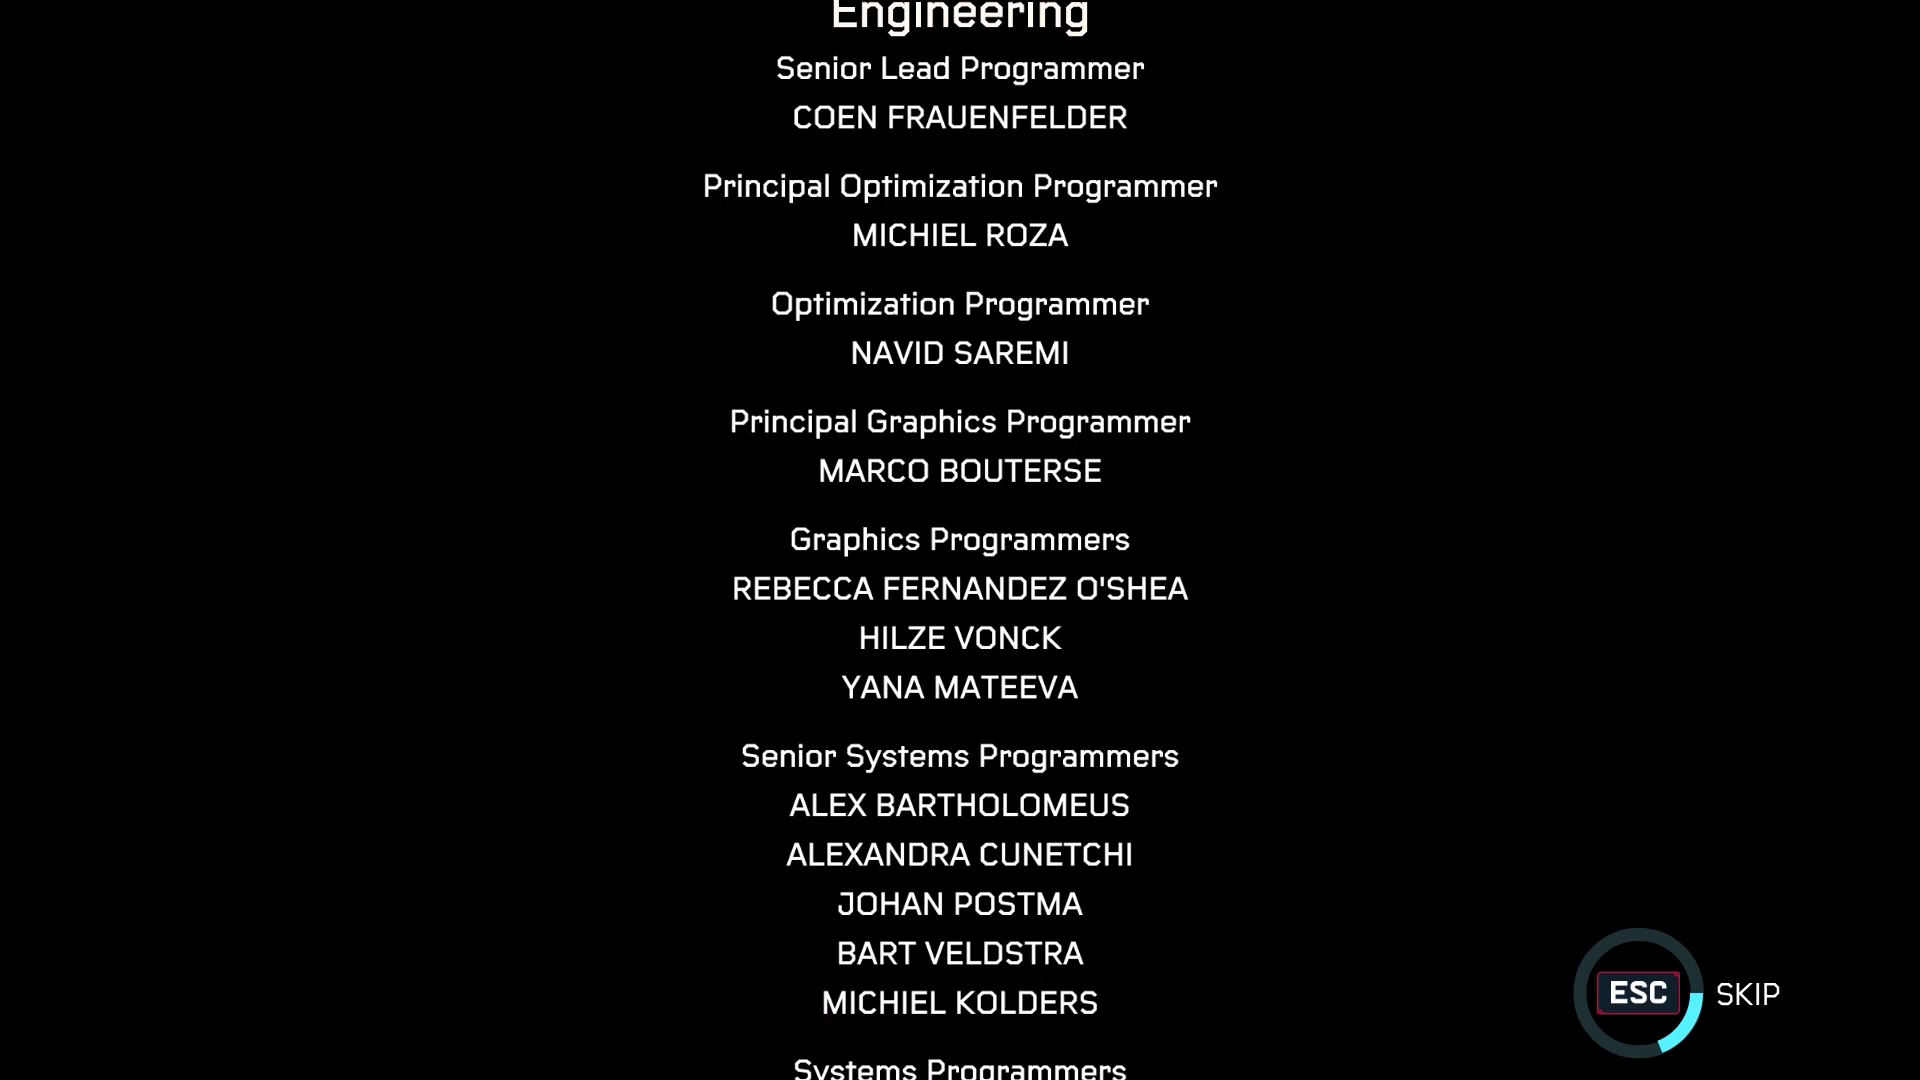 Engineering
Senior Lead Programmer
COEN FRAUENFELDER
Principal Optimization Programmer
MICHIEL ROZA
Optimization Programmer
NAVID SAREMI
Principal Graphics Programmer
MARCO BOUTERSE
Graphics Programmers
REBECCA FERNANDEZ O'SHEA
HILZE VONCK
YANA MATEEVA
Senior Systems Programmers
ALEX BARTHOLOMEUS
ALEXANDRA CUNETCHI
JOHAN POSTMA
BART VELDSTRA
MICHIEL KOLDERS
ESC SKIP
Systems Programmers